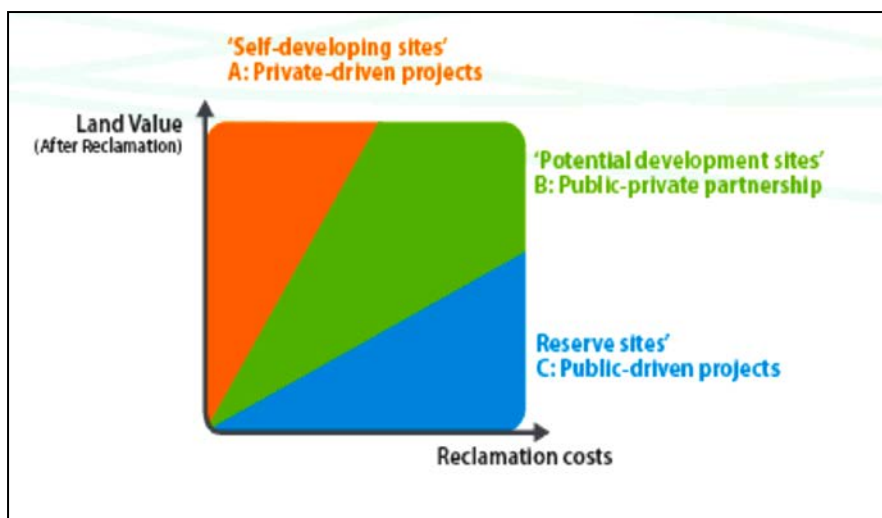 'Self-developing sites'
A: Private-driven projects
Land Value
(After Reclamation)
'Potential development sites'
B: Public-private partnership
Reserve sites'
C: Public-driven projects
Reclamation costs